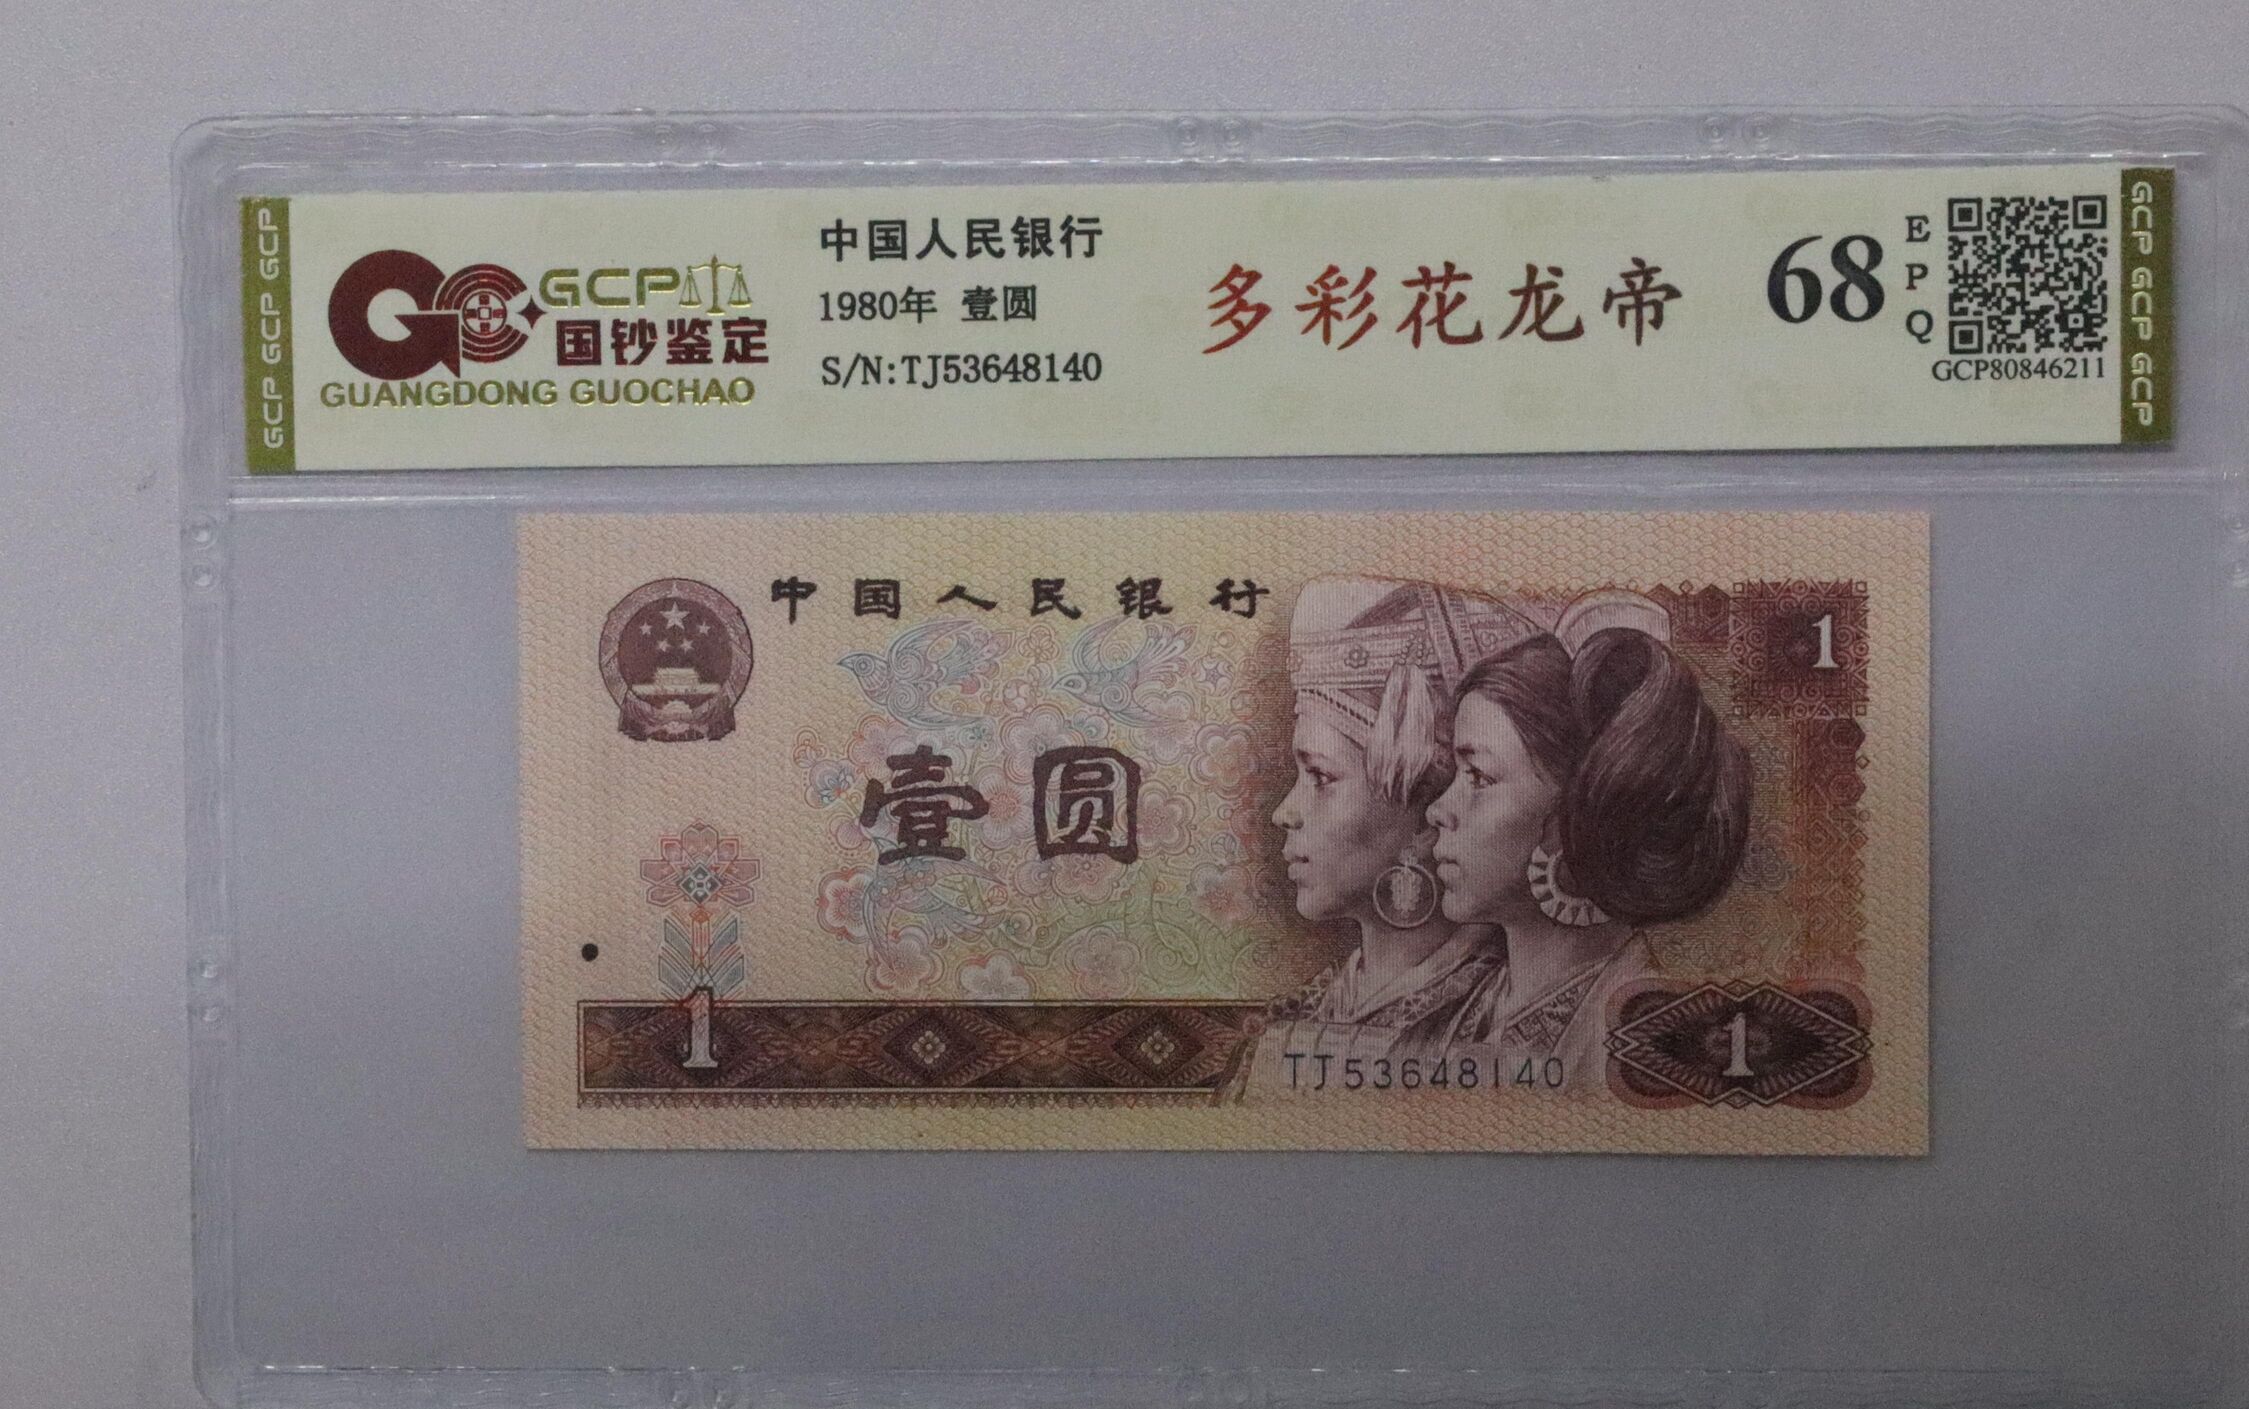 GCP GCP GCP
GCP
国钞鉴定
GUANGDONG GUOCHAO
中国人民银行
1980年 壹圆
S/N:TJ53648140
多彩花龙帝
68
EPQ
GCP80846211
GCP GCP GCP
中国人民银行
1
壹圆
1
TJ53648140
1